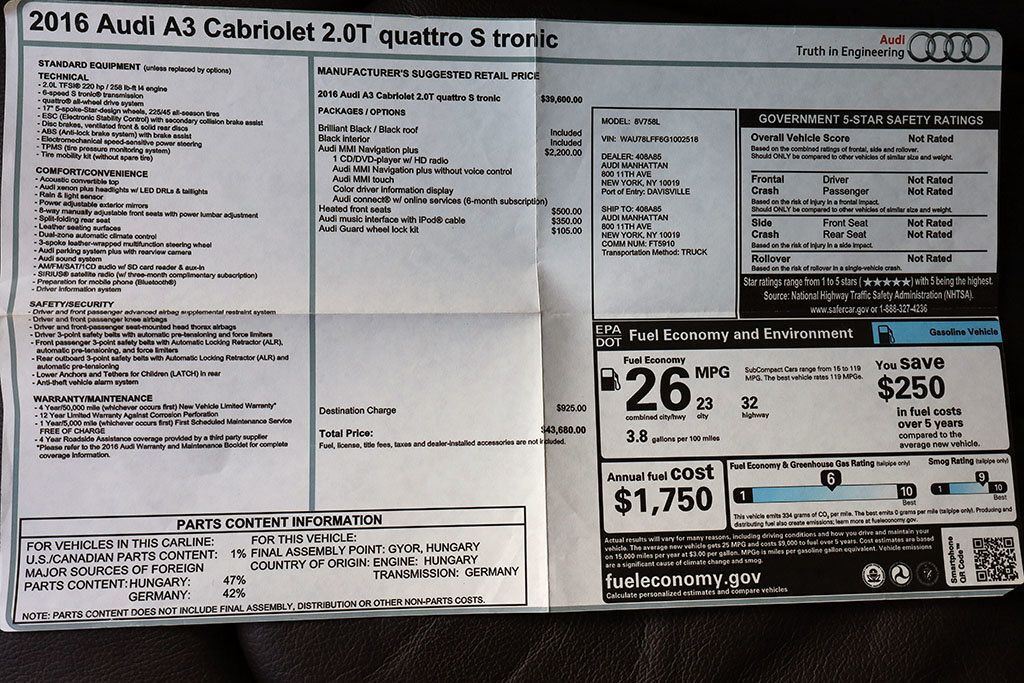 2016 Audi A3 Cabriolet 2.0T quattro S tronic
Audi
Truth in Engineering
STANDARD EQUIPMENT (unless replaced by options)
TECHNICAL
- 2.0L TFSI® 220 hp / 258 lb-ft I4 engine
- 6-speed S tronic® transmission
- quattro® all-wheel drive system
- 17" 5-spoke-Star-design wheels, 225/45 all-season tires
- ESC (Electronic Stability Control) with secondary collision brake assist
- Disc brakes, ventilated front & solid rear discs
- ABS (Anti-lock brake system) with brake assist
- Electromechanical speed-sensitive power steering
- TPMS (tire pressure monitoring system)
- Tire mobility kit (without spare tire)
COMFORT/CONVENIENCE
- Acoustic convertible top
- Audi xenon plus headlights w/ LED DRLs & taillights
- Rain & light sensor
- Power adjustable exterior mirrors
- 8-way manually adjustable front seats with power lumbar adjustment
- Split-folding rear seat
- Leather seating surfaces
- Dual-zone automatic climate control
- 3-spoke leather-wrapped multifunction steering wheel
- Audi parking system plus with rearview camera
- Audi sound system
- AM/FM/SAT/1CD audio w/ SD card reader & aux-in
- SIRIUS® satellite radio (w/ three-month complimentary subscription)
- Preparation for mobile phone (Bluetooth®)
- Driver information system
SAFETY/SECURITY
- Driver and front passenger advanced airbag supplemental restraint system
- Driver and front passenger knee airbags
- Driver and front-passenger seat-mounted head thorax airbags
- Driver 3-point safety belts with automatic pre-tensioning and force limiters
- Front passenger 3-point safety belts with Automatic Locking Retractor (ALR),
automatic pre-tensioning, and force limiters
- Rear outboard 3-point safety belts with Automatic Locking Retractor (ALR) and
automatic pre-tensioning
- Lower Anchors and Tethers for Children (LATCH) in rear
- Anti-theft vehicle alarm system
WARRANTY/MAINTENANCE
- 4 Year/50,000 mile (whichever occurs first) New Vehicle Limited Warranty*
- 12 Year Limited Warranty Against Corrosion Perforation
- 1 Year/5,000 mile (whichever occurs first) First Scheduled Maintenance Service
FREE OF CHARGE
- 4 Year Roadside Assistance coverage provided by a third party supplier
*Please refer to the 2016 Audi Warranty and Maintenance Booklet for complete
coverage information.
MANUFACTURER'S SUGGESTED RETAIL PRICE
2016 Audi A3 Cabriolet 2.0T quattro S tronic $39,600.00
PACKAGES / OPTIONS
Brilliant Black / Black roof Included
Black interior Included
Audi MMI Navigation plus $2,200.00
1 CD/DVD-player w/ HD radio
Audi MMI Navigation plus without voice control
Audi MMI touch
Color driver information display
Audi connect® w/ online services (6-month subscription)
Heated front seats $500.00
Audi music interface with iPod® cable $350.00
Audi Guard wheel lock kit $105.00
Destination Charge $925.00
Total Price: $43,680.00
Fuel, license, title fees, taxes and dealer-installed accessories are not included.
MODEL: 8V758L
VIN: WAU78LFF6G1002518
DEALER: 408A85
AUDI MANHATTAN
800 11TH AVE
NEW YORK, NY 10019
Port of Entry: DAVISVILLE
SHIP TO: 408A85
AUDI MANHATTAN
800 11TH AVE
NEW YORK, NY 10019
COMM NUM: FT5910
Transportation Method: TRUCK
GOVERNMENT 5-STAR SAFETY RATINGS
Overall Vehicle Score Not Rated
Based on the combined ratings of frontal, side and rollover.
Should ONLY be compared to other vehicles of similar size and weight.
Frontal Driver Not Rated
Crash Passenger Not Rated
Based on the risk of injury in a frontal impact.
Should ONLY be compared to other vehicles of similar size and weight.
Side Front Seat Not Rated
Crash Rear Seat Not Rated
Based on the risk of injury in a side impact.
Rollover Not Rated
Based on the risk of rollover in a single-vehicle crash.
Star ratings range from 1 to 5 stars (★★★★★) with 5 being the highest.
Source: National Highway Traffic Safety Administration (NHTSA).
www.safercar.gov or 1-888-327-4236
EPA
DOT
Fuel Economy and Environment
Gasoline Vehicle
Fuel Economy
26 MPG
combined city/hwy
23
city
32
highway
3.8 gallons per 100 miles
SubCompact Cars range from 16 to 119
MPG. The best vehicle rates 119 MPGe.
You save
$250
in fuel costs
over 5 years
compared to the
average new vehicle.
Annual fuel cost
$1,750
Fuel Economy & Greenhouse Gas Rating (tailpipe only)
1 6 10
Best
Smog Rating (tailpipe only)
1 9 10
Best
This vehicle emits 334 grams of CO2 per mile. The best emits 0 grams per mile (tailpipe only). Producing and
distributing fuel also create emissions; learn more at fueleconomy.gov.
Actual results will vary for many reasons, including driving conditions and how you drive and maintain your
vehicle. The average new vehicle gets 25 MPG and costs $9,000 to fuel over 5 years. Cost estimates are based
on 15,000 miles per year at $3.00 per gallon. MPGe is miles per gasoline gallon equivalent. Vehicle emissions
are a significant cause of climate change and smog.
fueleconomy.gov
Calculate personalized estimates and compare vehicles
Smartphone
QR Code™
PARTS CONTENT INFORMATION
FOR VEHICLES IN THIS CARLINE:
U.S./CANADIAN PARTS CONTENT: 1%
MAJOR SOURCES OF FOREIGN
PARTS CONTENT: HUNGARY: 47%
GERMANY: 42%
FOR THIS VEHICLE:
FINAL ASSEMBLY POINT: GYOR, HUNGARY
COUNTRY OF ORIGIN: ENGINE: HUNGARY
TRANSMISSION: GERMANY
NOTE: PARTS CONTENT DOES NOT INCLUDE FINAL ASSEMBLY, DISTRIBUTION OR OTHER NON-PARTS COSTS.